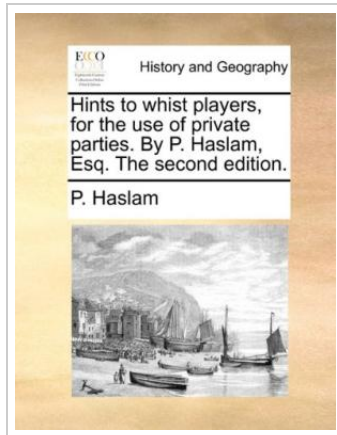 ECCO
History and Geography
Hints to whist players,
for the use of private
parties. By P. Haslam,
Esq. The second edition.
P. Haslam